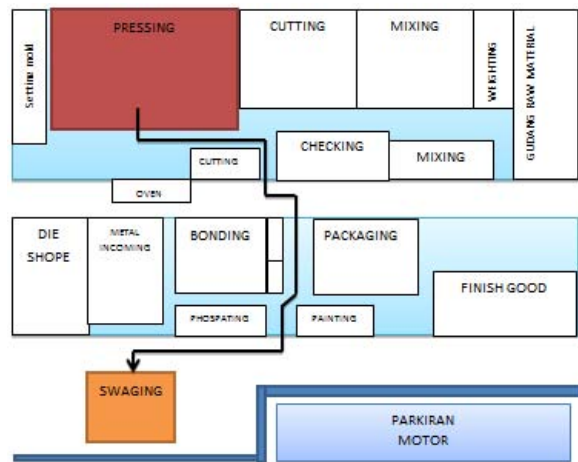 Setting mold
PRESSING
CUTTING
MIXING
WEIGHTING
GUDANG RAW MATERIAL
CUTTING
CHECKING
MIXING
OVEN
DIE
SHOPE
METAL
INCOMING
BONDING
PACKAGING
FINISH GOOD
PHOSPATING
PAINTING
SWAGING
PARKIRAN
MOTOR